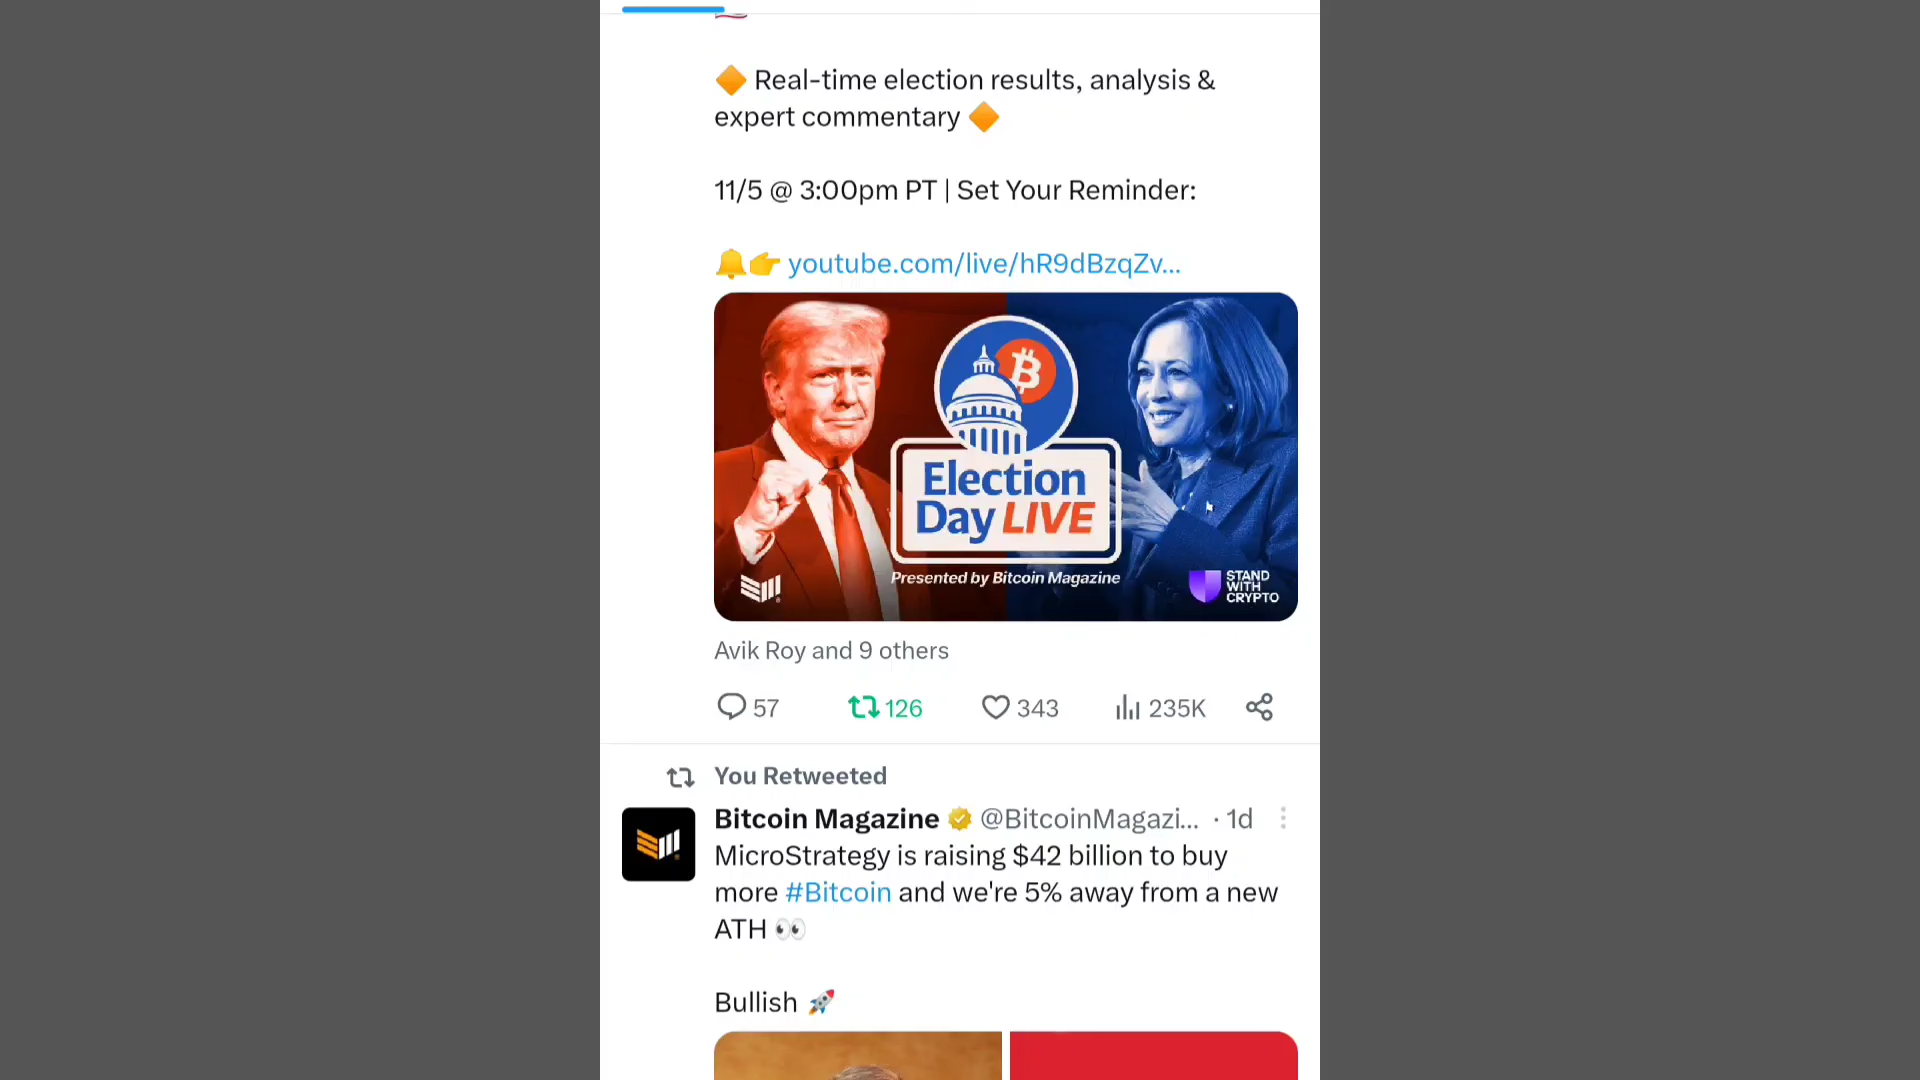 🔶 Real-time election results, analysis &
expert commentary 🔶
11/5 @ 3:00pm PT | Set Your Reminder:
🔔👉 youtube.com/live/hR9dBzqZv...
Election
Day LIVE
Presented by Bitcoin Magazine
STAND
WITH
CRYPTO
Avik Roy and 9 others
57 126 343 235K
You Retweeted
Bitcoin Magazine @BitcoinMagazi... · 1d
MicroStrategy is raising $42 billion to buy
more #Bitcoin and we're 5% away from a new
ATH 👀
Bullish 🚀